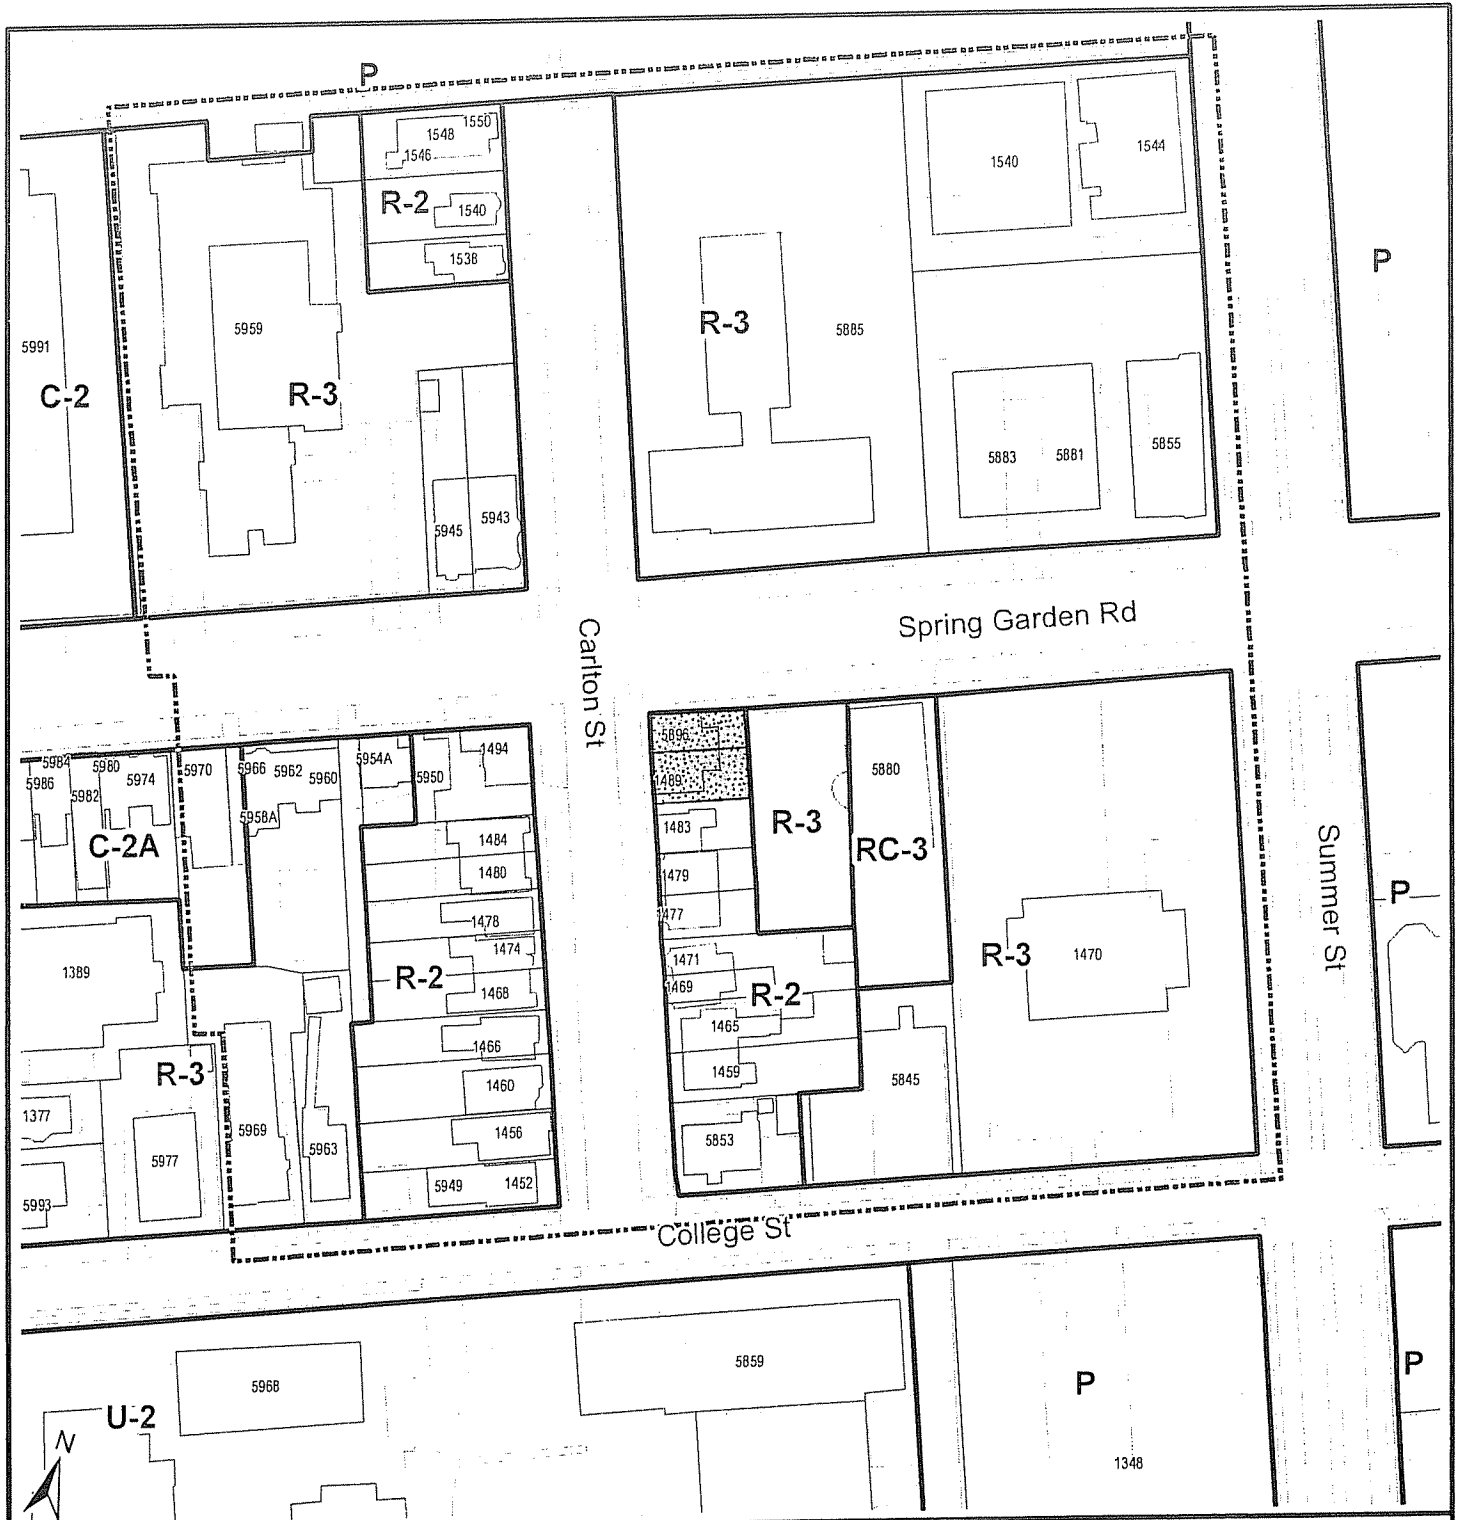 P
1550
1548
1546
R-2
1540
1538
1540
1544
P
5991
C-2
5959
R-3
R-3
5885
5945
5943
5883
5881
5855
Spring Garden Rd
Carlton St
5984
5986
5980
5982
5974
C-2A
5970
5966
5962
5960
5958A
5954A
5950
1494
5896
1489
5880
1483
R-3
RC-3
1484
1480
1479
1477
1478
1474
R-2
1468
1471
1469
R-2
1465
1466
1459
1460
1456
5949
1452
5853
5845
R-3
1470
Summer St
P
1389
R-3
1377
5977
5993
5969
5963
College St
5968
U-2
N
5859
P
1348
P